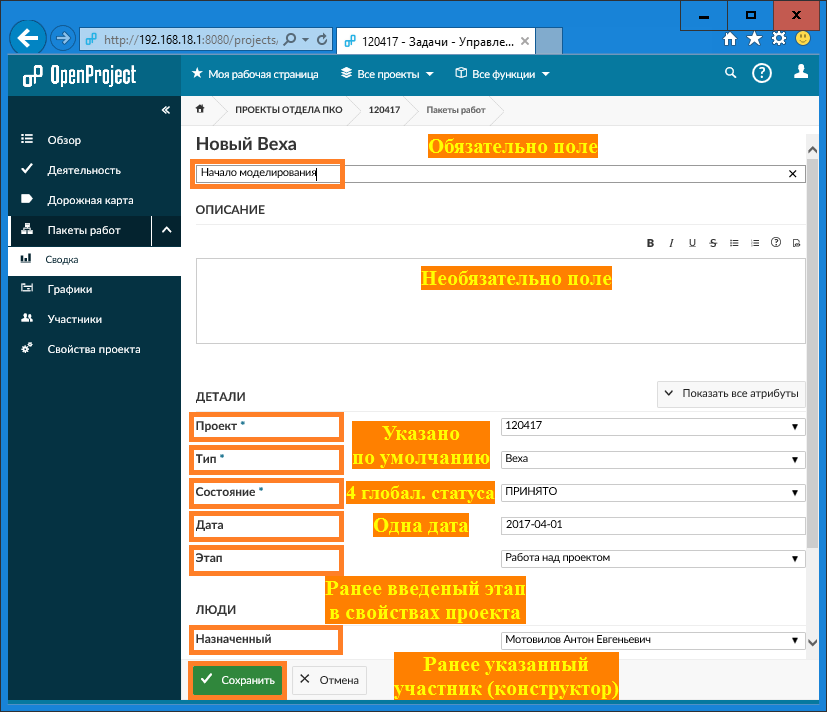 http://192.168.18.1:8080/projects/
120417 - Задачи - Управле...
OpenProject
Моя рабочая страница
Все проекты
Все функции
ПРОЕКТЫ ОТДЕЛА ПКО
120417
Пакеты работ
Обзор
Деятельность
Дорожная карта
Пакеты работ
Сводка
Графики
Участники
Свойства проекта
Новый Веха
Обязательно поле
Начало моделирования
ОПИСАНИЕ
B I U S
Необязательно поле
ДЕТАЛИ
Показать все атрибуты
Проект *
Указано
по умолчанию
120417
Тип *
Веха
Состояние *
4 глобал. статуса
ПРИНЯТО
Дата
Одна дата
2017-04-01
Этап
Работа над проектом
Ранее введеный этап
в свойствах проекта
ЛЮДИ
Назначенный
Мотовилов Антон Евгеньевич
Ранее указанный
участник (конструктор)
Сохранить
Отмена